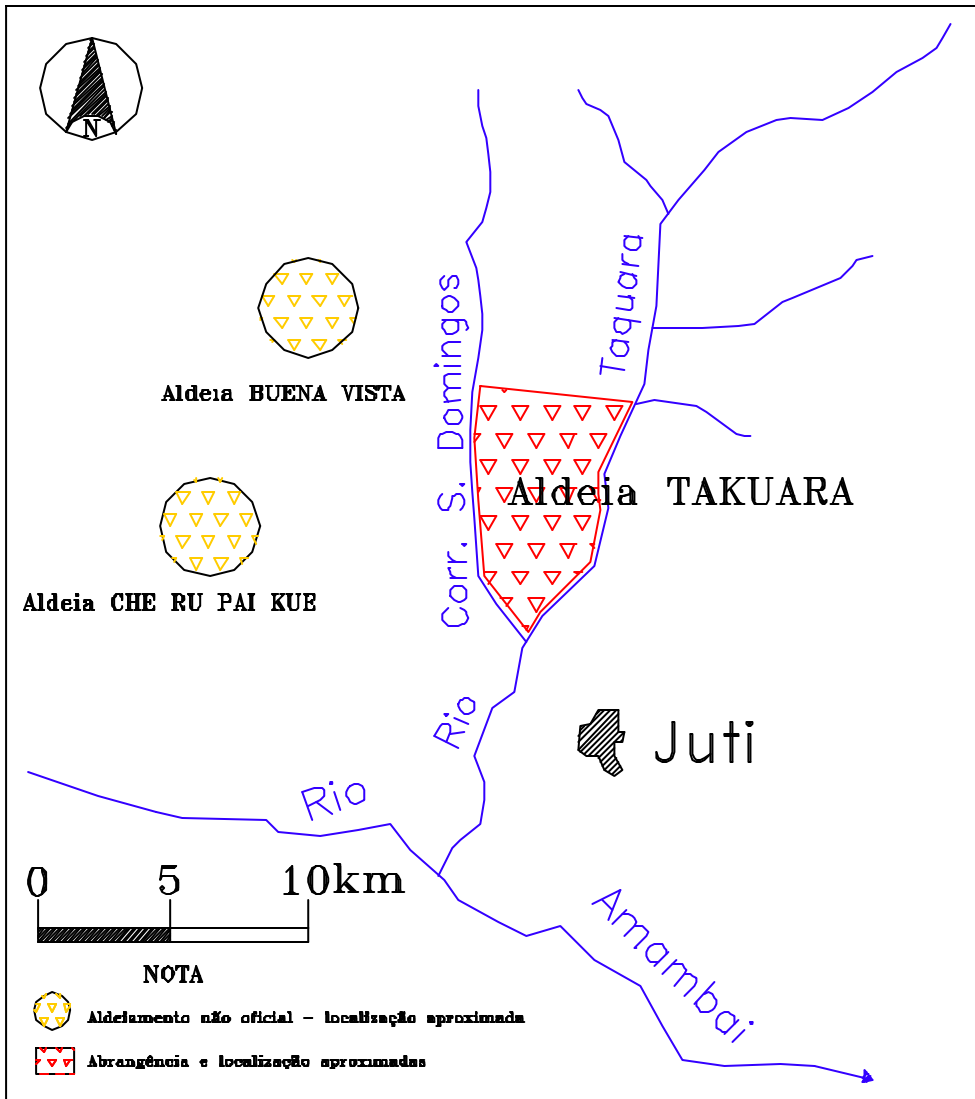 N
Taquara
Corr. S. Domingos
Aldeia BUENA VISTA
Aldeia TAKUARA
Aldeia CHE RU PAI KUE
Rio
Juti
Rio
0 5 10km
Amambai
NOTA
Aldeiamento não oficial - localização aproximada
Abrangência e localização aproximadas